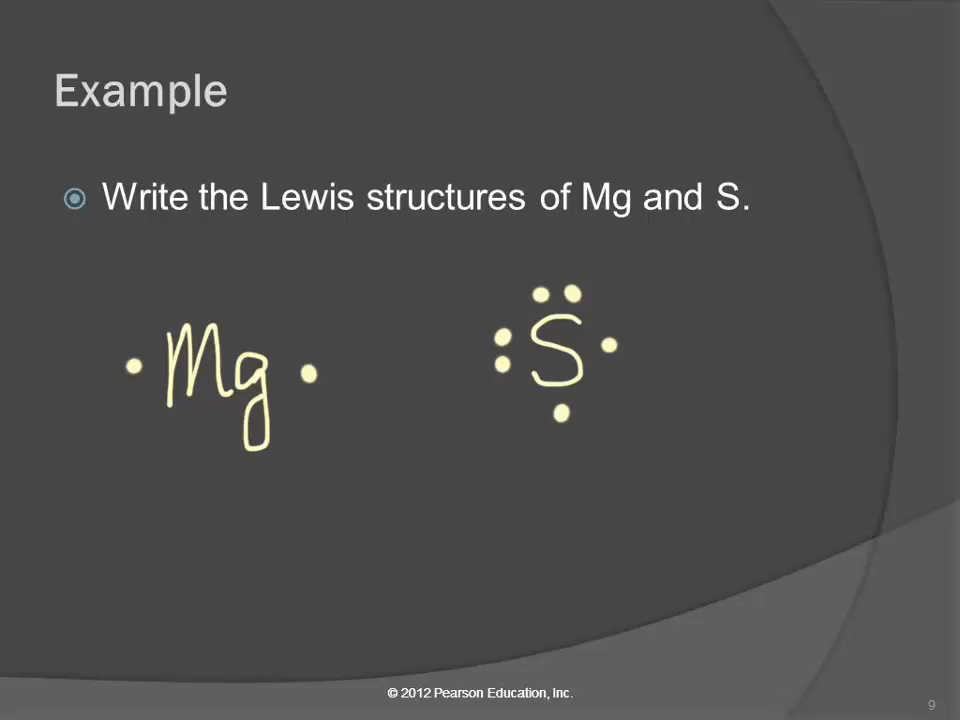 Example
Write the Lewis structures of Mg and S.
Mg S
© 2012 Pearson Education, Inc.
9